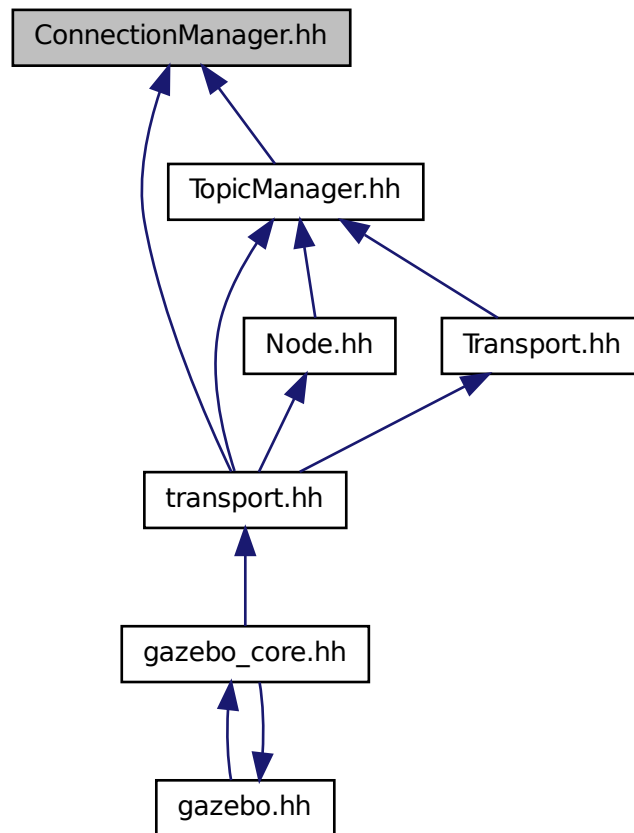 ConnectionManager.hh
TopicManager.hh
Node.hh
Transport.hh
transport.hh
gazebo_core.hh
gazebo.hh